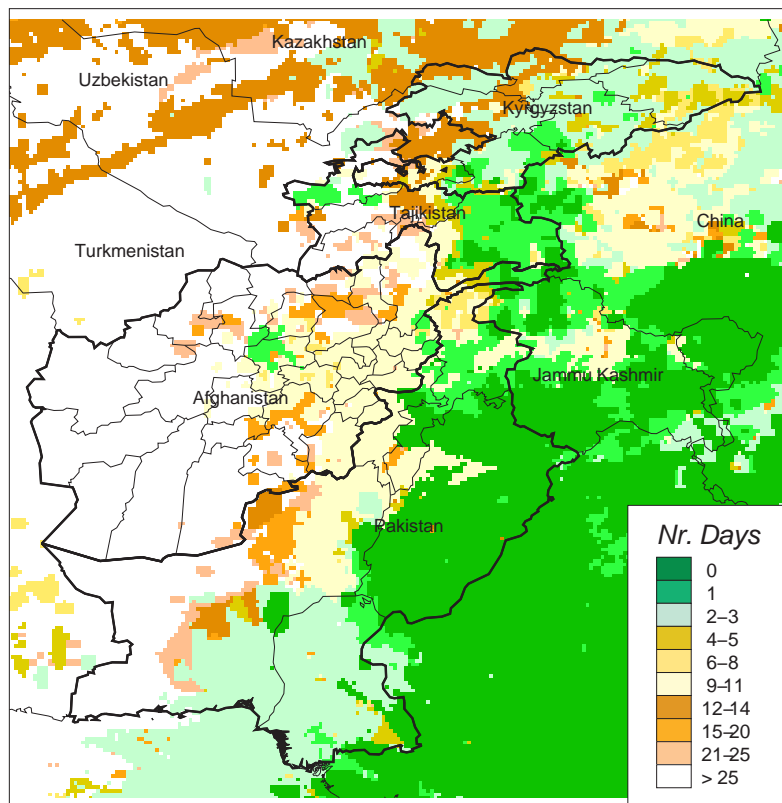 Kazakhstan
Uzbekistan
Kyrgyzstan
Tajikistan
China
Turkmenistan
Jammu Kashmir
Afghanistan
Pakistan
Nr. Days
0
1
2–3
4–5
6–8
9–11
12–14
15–20
21–25
> 25